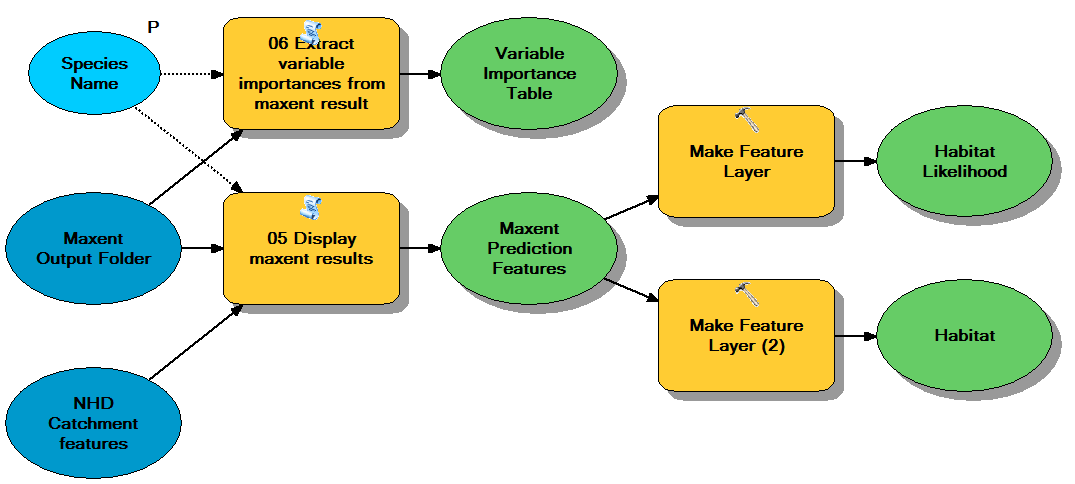 P
Species
Name
06 Extract
variable
importances from
maxent result
Variable
Importance
Table
Make Feature
Layer
Habitat
Likelihood
Maxent
Output Folder
05 Display
maxent results
Maxent
Prediction
Features
Make Feature
Layer (2)
Habitat
NHD
Catchment
features